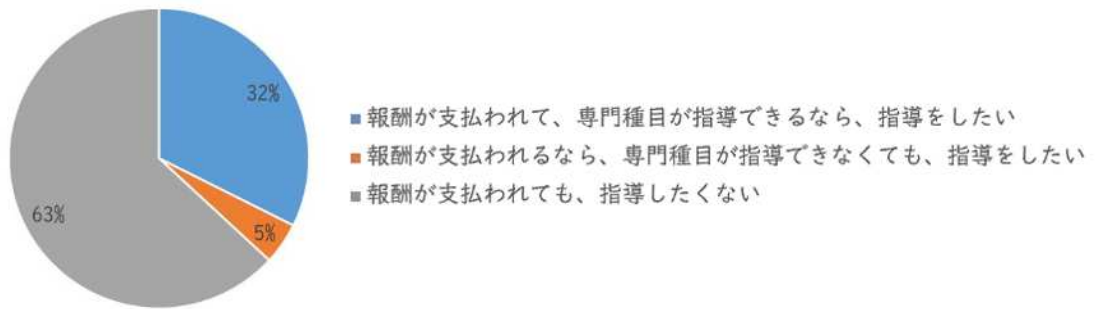 32%
5%
63%
■報酬が支払われて、専門種目が指導できるなら、指導をしたい
■報酬が支払われるなら、専門種目が指導できなくても、指導をしたい
■報酬が支払われても、指導したくない